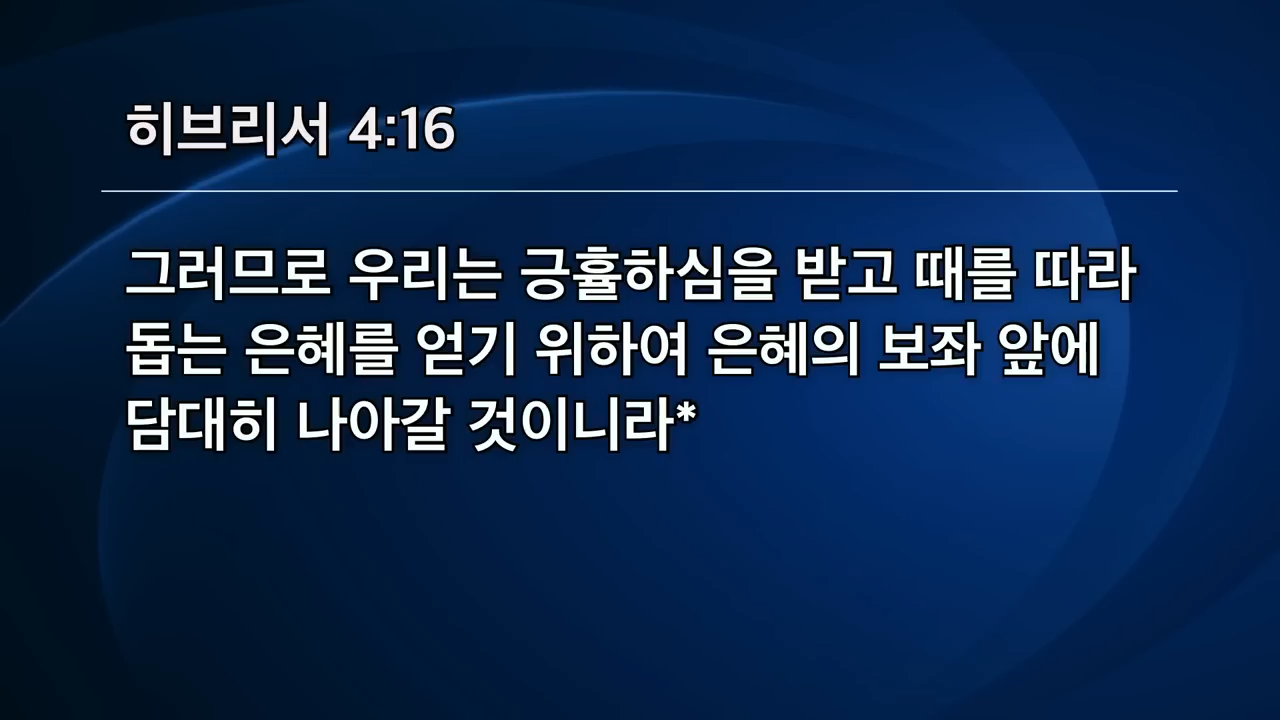 히브리서 4:16
그러므로 우리는 긍휼하심을 받고 때를 따라
돕는 은혜를 얻기 위하여 은혜의 보좌 앞에
담대히 나아갈 것이니라*